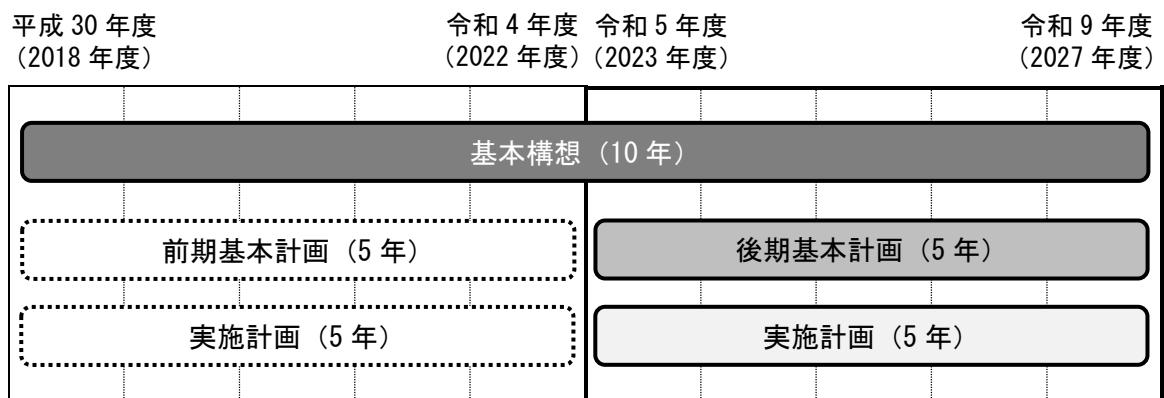 平成 30 年度 令和 4 年度 令和 5 年度 令和 9 年度
（2018 年度） （2022 年度） （2023 年度） （2027 年度）
基本構想（10 年）
前期基本計画（5 年） 後期基本計画（5 年）
実施計画（5 年） 実施計画（5 年）